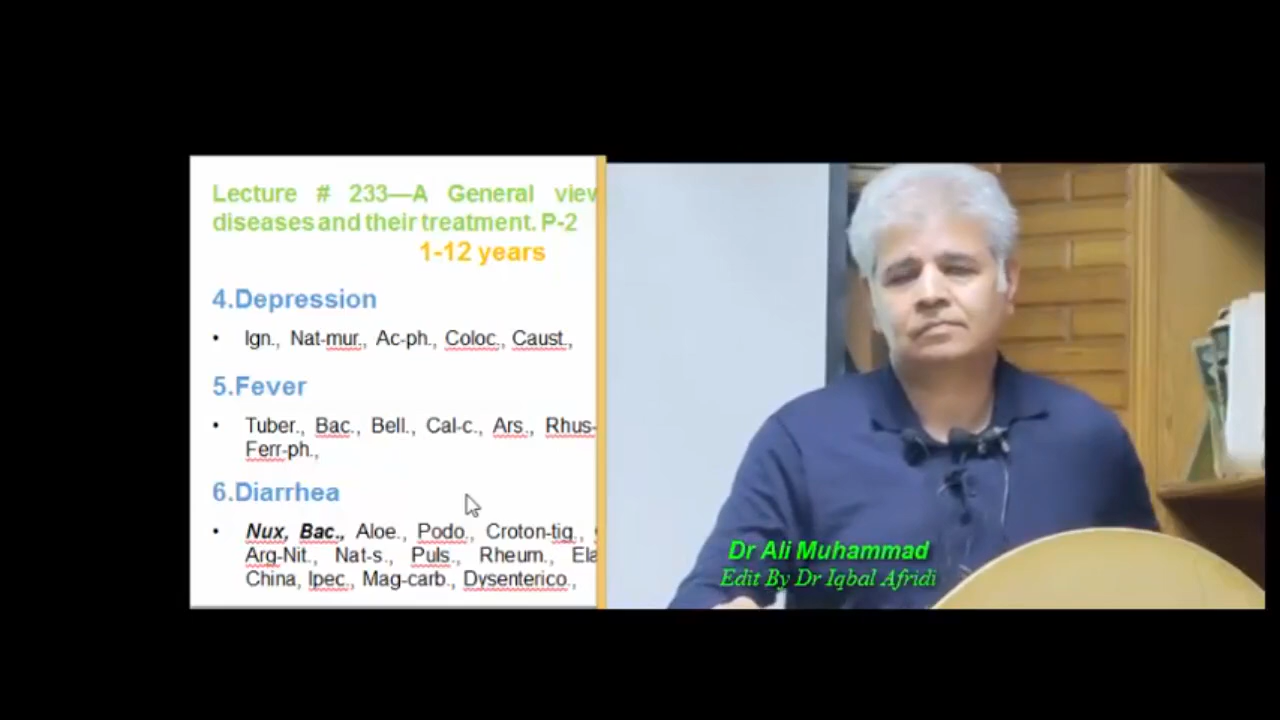 Lecture # 233—A General view
diseases and their treatment. P-2
1-12 years
4.Depression
• Ign., Nat-mur., Ac-ph., Coloc., Caust.,
5.Fever
• Tuber., Bac., Bell., Cal-c., Ars., Rhus-
Ferr-ph.,
6.Diarrhea
• Nux, Bac., Aloe., Podo., Croton-tig.,
Arg-Nit., Nat-s., Puls., Rheum., Ela
China, Ipec., Mag-carb., Dysenterico.,
Dr Ali Muhammad
Edit By Dr Iqbal Afridi